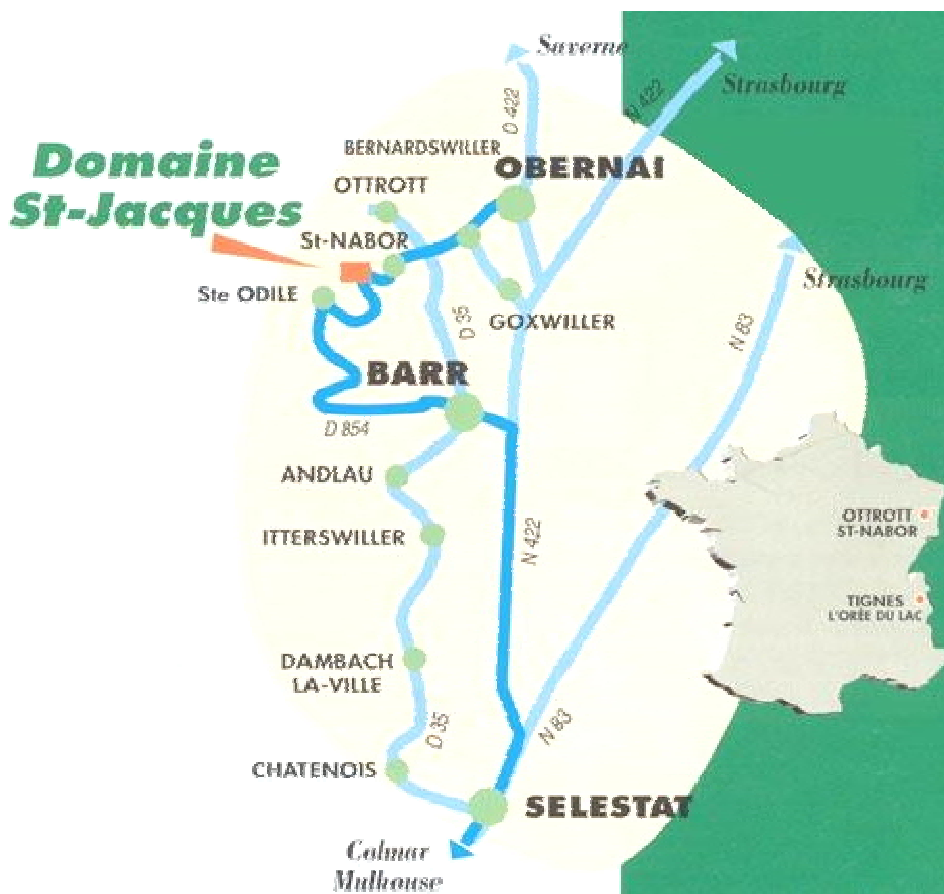 Saverne
Strasbourg
D 422
N 422
BERNARDSWILLER
OBERNAI
OTTROTT
Domaine
St-Jacques
St-NABOR
Ste ODILE
Strasbourg
GOXWILLER
D 35
N 83
BARR
D 854
ANDLAU
ITTERSWILLER
N 422
OTTROTT
ST-NABOR
TIGNES
L'ORÉE DU LAC
DAMBACH
LA-VILLE
D 35
N 83
CHATENOIS
SELESTAT
Colmar
Mulhouse